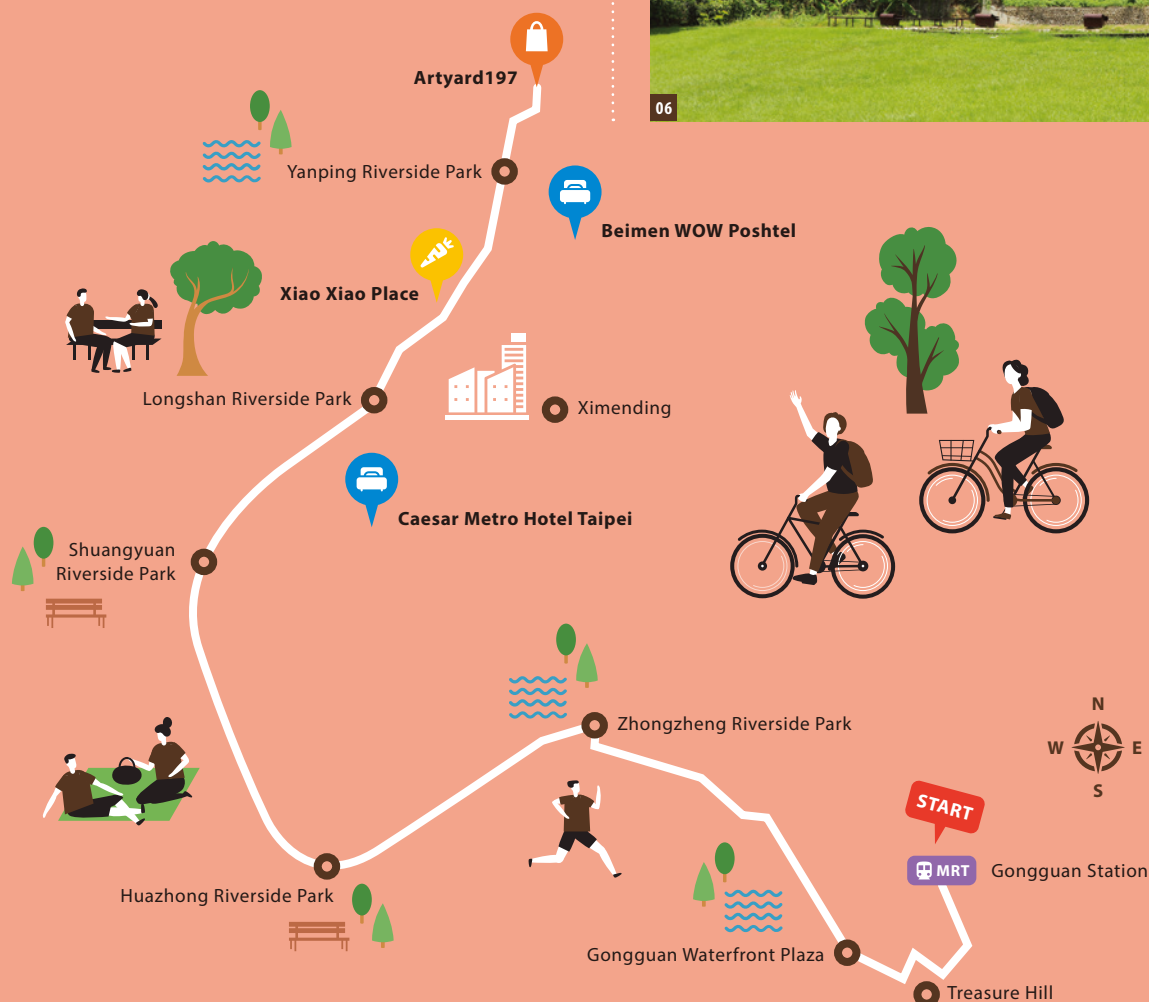 06
Artyard197
Yanping Riverside Park
Beimen WOW Poshtel
Xiao Xiao Place
Longshan Riverside Park
Ximending
Caesar Metro Hotel Taipei
Shuangyuan
Riverside Park
Zhongzheng Riverside Park
N
W E
S
START
MRT Gongguan Station
Huazhong Riverside Park
Gongguan Waterfront Plaza
Treasure Hill